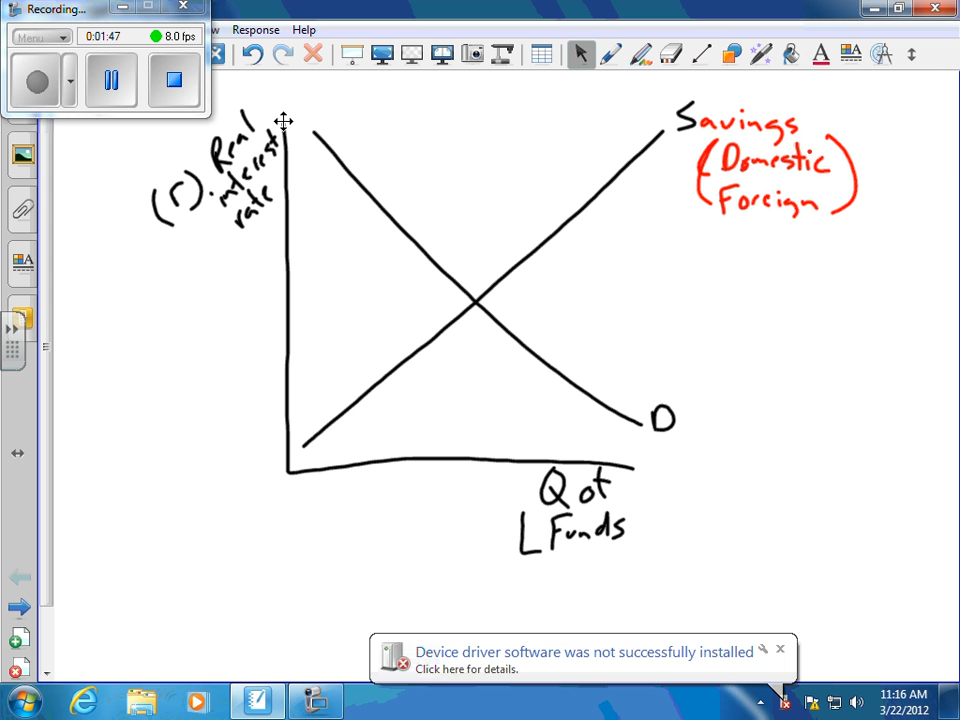 Recording...
Menu
0:01:47
8.0 fps
Response
Help
Real
interest
rate
(r).
Savings
(Domestic
Foreign)
D
Q of
L Funds
Device driver software was not successfully installed
Click here for details.
11:16 AM
3/22/2012